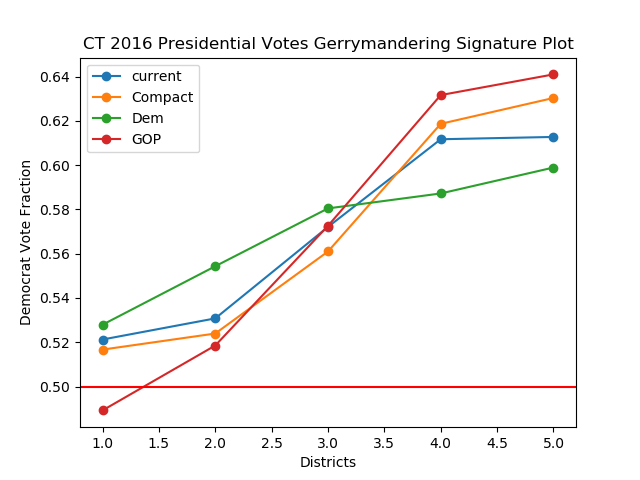 CT 2016 Presidential Votes Gerrymandering Signature Plot
current
Compact
Dem
GOP
0.64
0.62
0.60
0.58
0.56
0.54
0.52
0.50
Democrat Vote Fraction
1.0 1.5 2.0 2.5 3.0 3.5 4.0 4.5 5.0
Districts